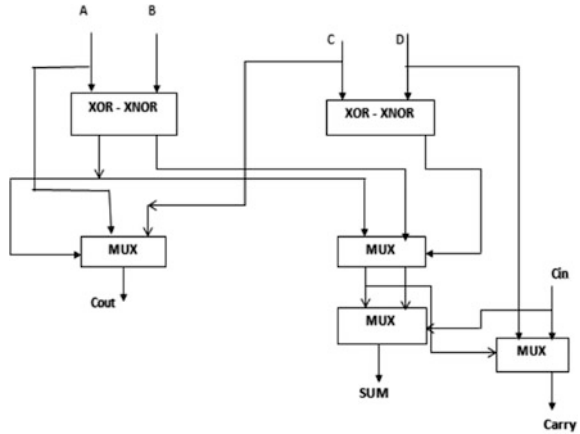 A B C D
XOR - XNOR XOR - XNOR
MUX MUX
Cin
Cout
MUX
MUX
SUM
Carry